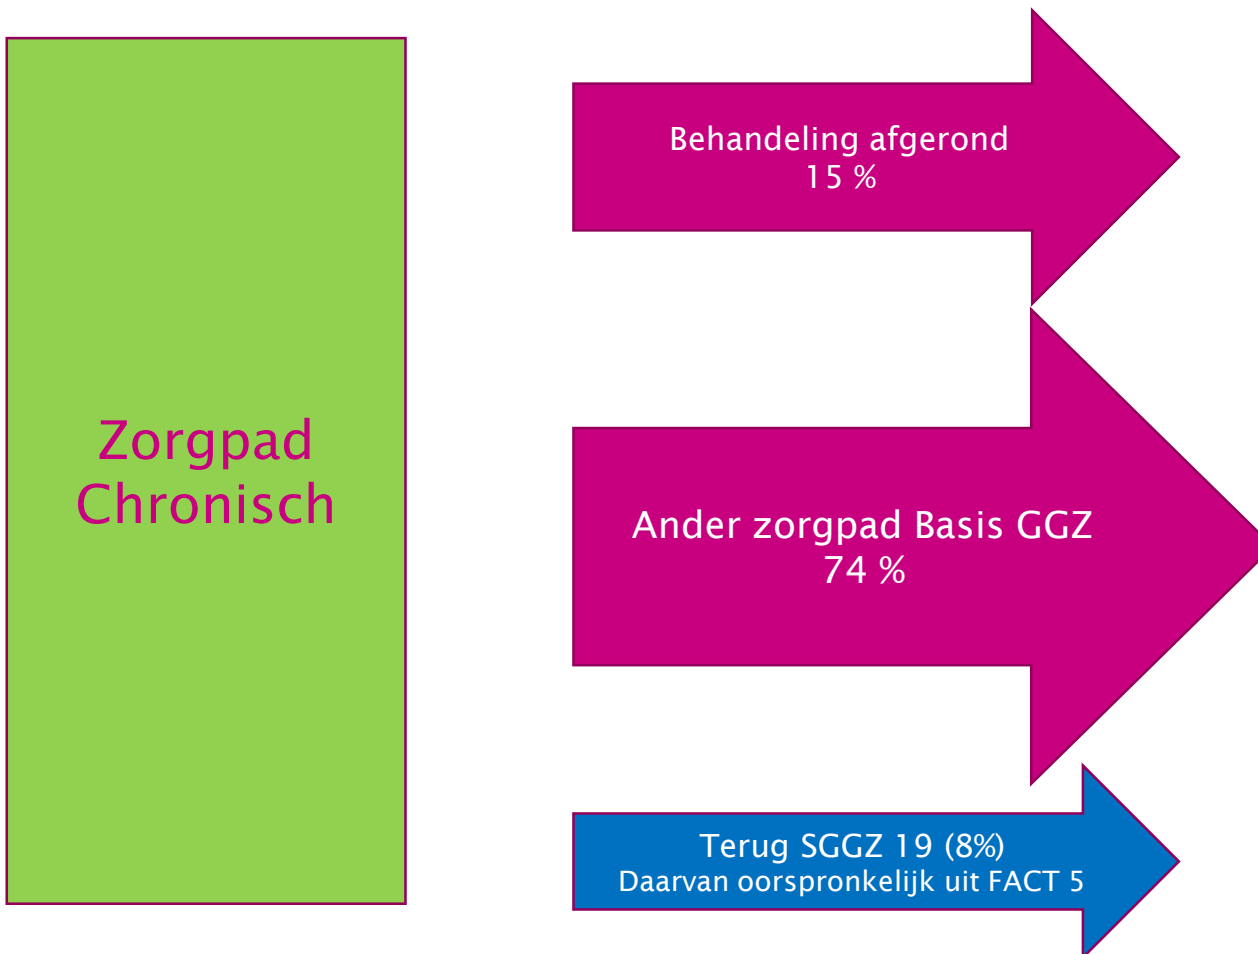 Zorgpad
Chronisch
Behandeling afgerond
15 %
Ander zorgpad Basis GGZ
74 %
Terug SGGZ 19 (8%)
Daarvan oorspronkelijk uit FACT 5